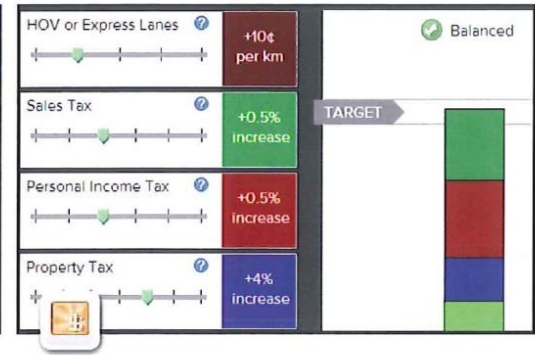 HOV or Express Lanes
+10¢
per km
Sales Tax
+0.5%
increase
Personal Income Tax
+0.5%
increase
Property Tax
+4%
increase
Balanced
TARGET